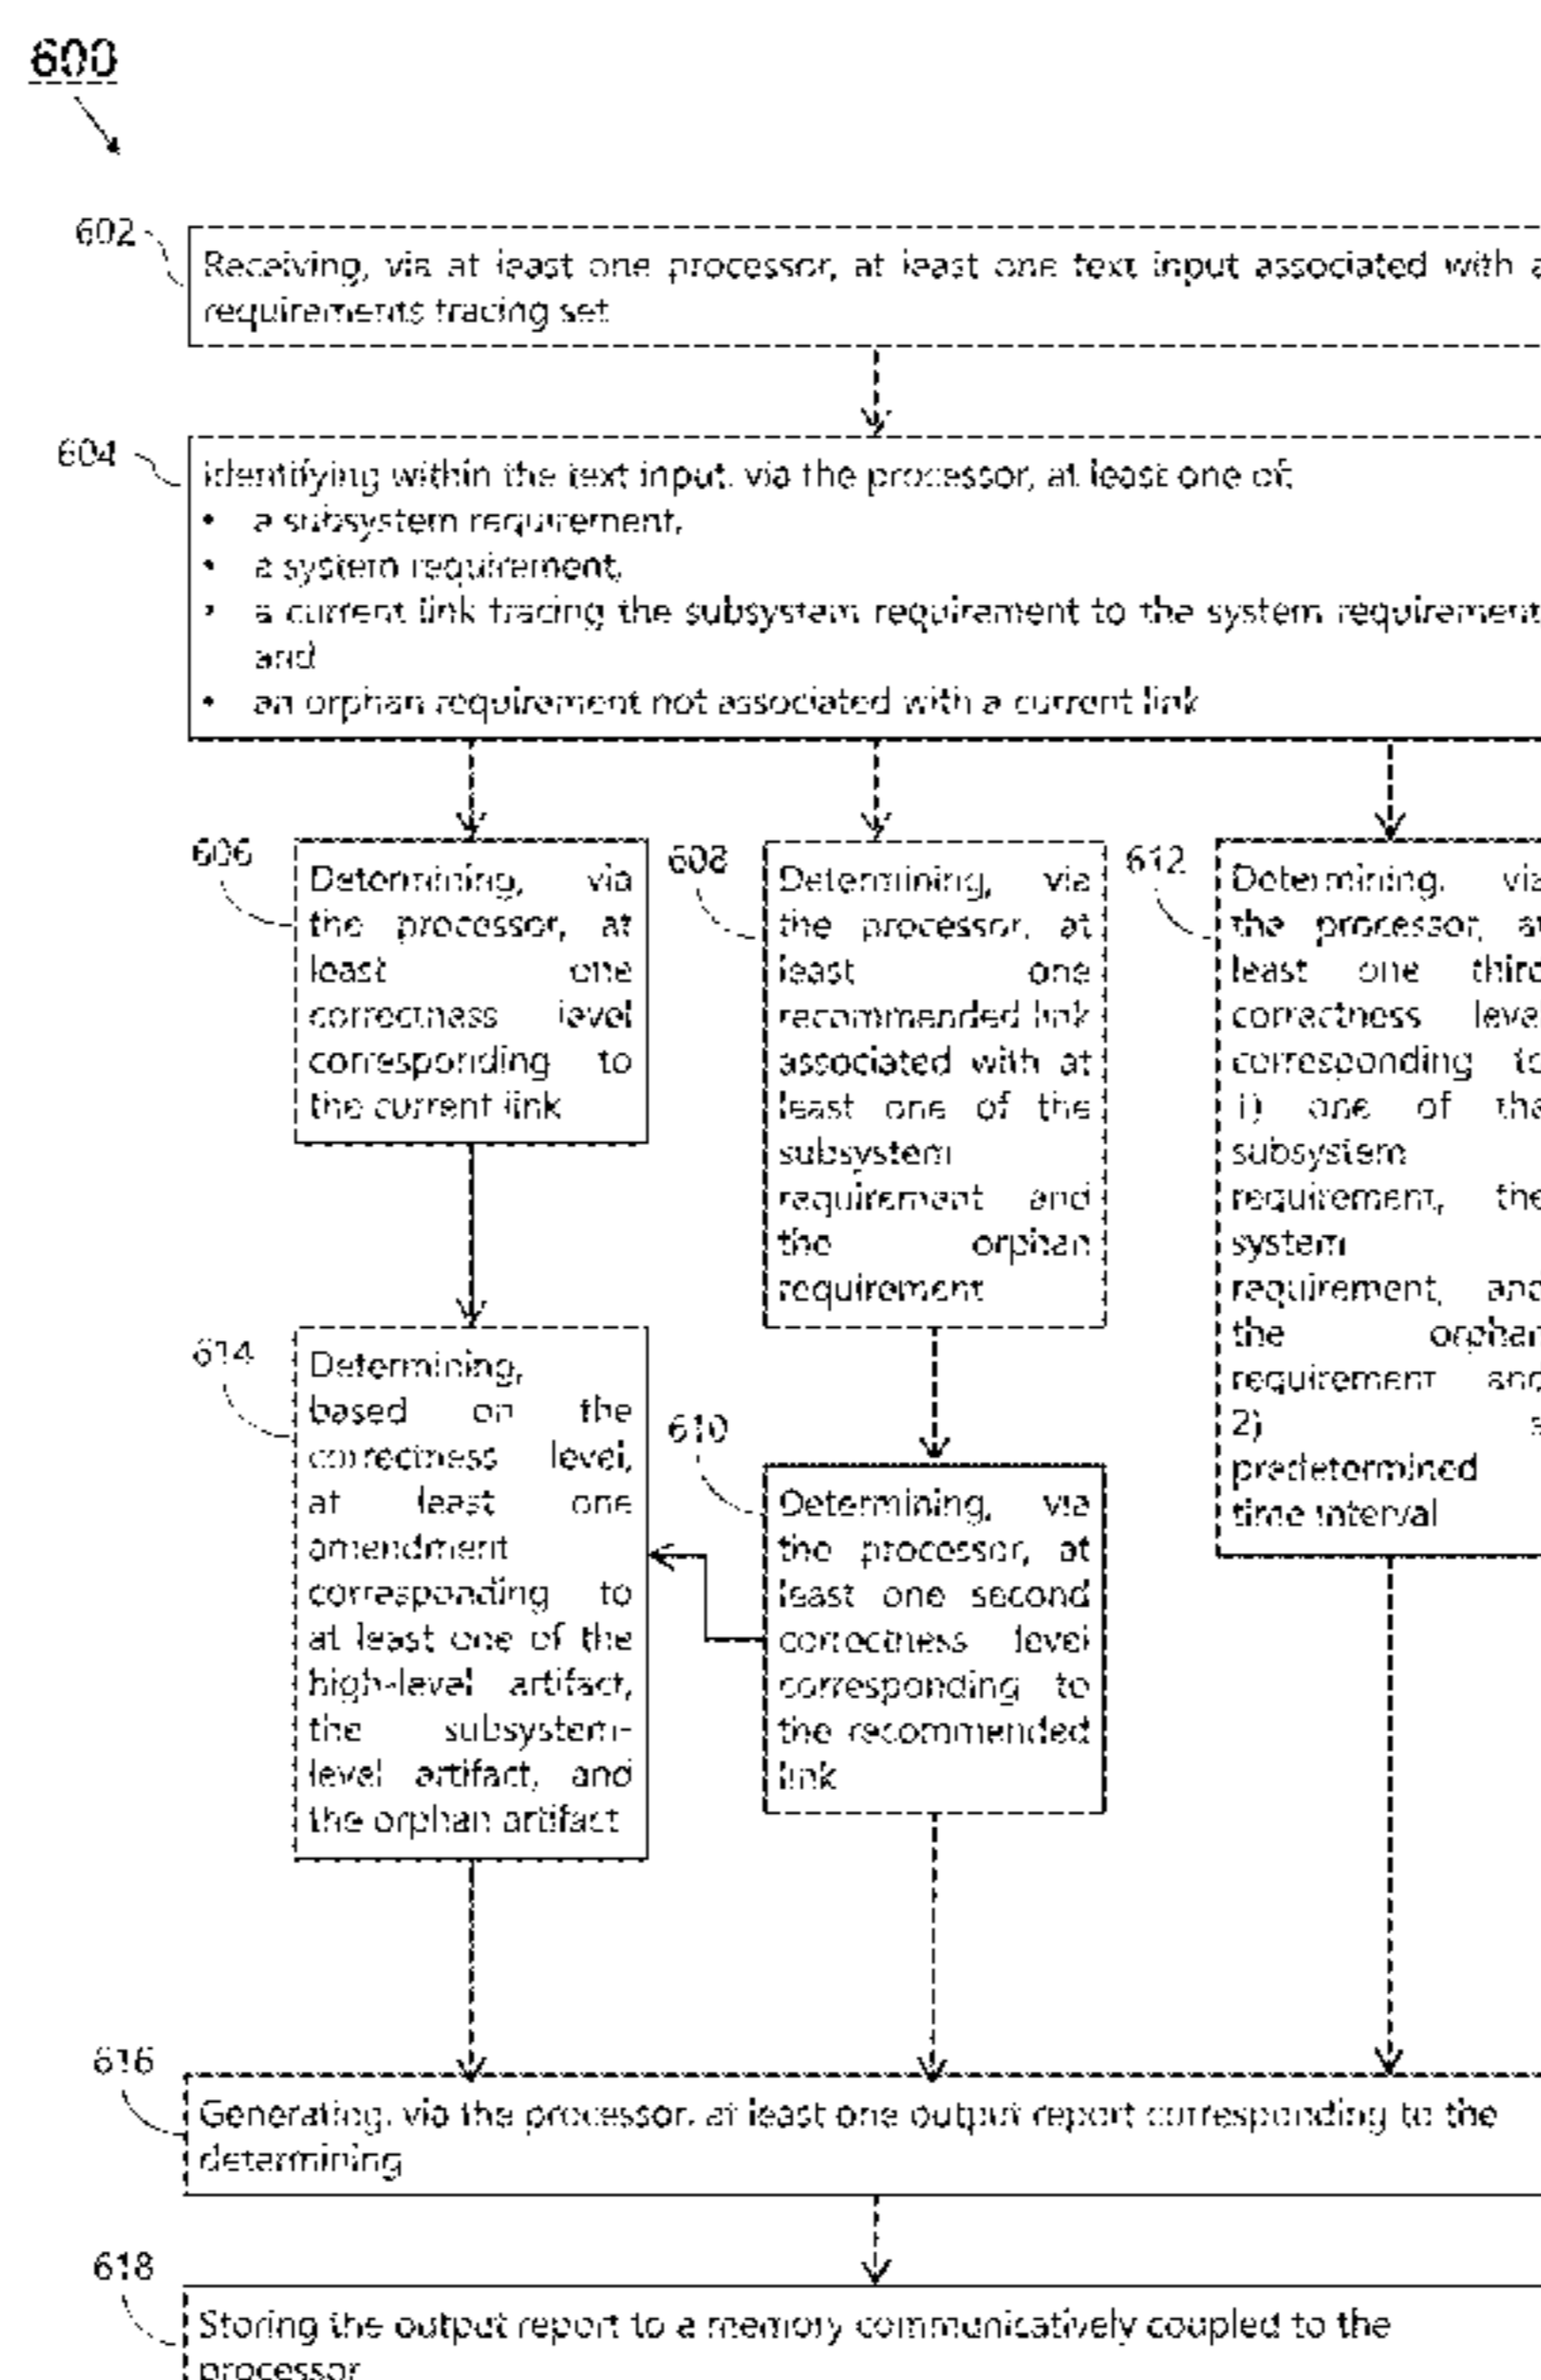 600
602
Receiving, via at least one processor, at least one text input associated with a
requirements tracing set
604
Identifying within the text input, via the processor, at least one of:
• a subsystem requirement,
• a system requirement,
• a current link tracing the subsystem requirement to the system requirement
and
• an orphan requirement not associated with a current link
606
Determining, via
the processor, at
least one
correctness level
corresponding to
the current link
608
Determining, via
the processor, at
least one
recommended link
associated with at
least one of the
subsystem
requirement and
the orphan
requirement
612
Determining, via
the processor, at
least one third
correctness level
corresponding to
1) one of the
subsystem
requirement, the
system
requirement, and
the orphan
requirement and
2) a
predetermined
time interval
614
Determining,
based on the
correctness level,
at least one
amendment
corresponding to
at least one of the
high-level artifact,
the subsystem-
level artifact, and
the orphan artifact
610
Determining, via
the processor, at
least one second
correctness level
corresponding to
the recommended
link
616
Generating, via the processor, at least one output report corresponding to the
determining
618
Storing the output report to a memory communicatively coupled to the
processor